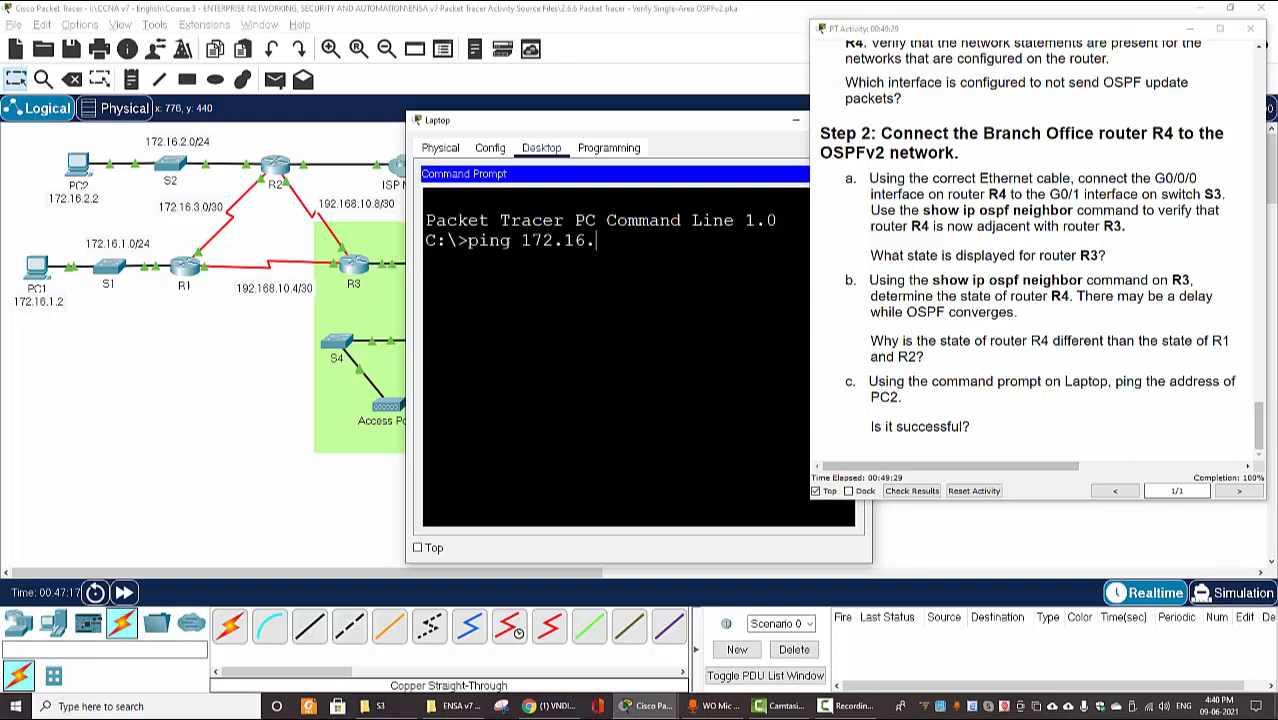 Cisco Packet Tracer - I:\CCNA v7 - English\Course 3 - ENTERPRISE NETWORKING, SECURITY AND AUTOMATION\ENSA v7 Packet Tracer Activity Source Files\2.6.6 Packet Tracer - Verify Single-Area OSPFv2.pka
File Edit Options View Tools Extensions Window Help
Logical Physical x: 776, y: 440
172.16.2.0/24
PC2
172.16.2.2
S2
R2
ISP
172.16.3.0/30
192.168.10.8/30
172.16.1.0/24
PC1
172.16.1.2
S1
R1
192.168.10.4/30
R3
S4
Access Po
Laptop
Physical Config Desktop Programming
Command Prompt
Packet Tracer PC Command Line 1.0
C:\>ping 172.16.
Top
PT Activity: 00:49:29
R4. Verify that the network statements are present for the
networks that are configured on the router.
Which interface is configured to not send OSPF update
packets?
Step 2: Connect the Branch Office router R4 to the
OSPFv2 network.
a. Using the correct Ethernet cable, connect the G0/0/0
interface on router R4 to the G0/1 interface on switch S3.
Use the show ip ospf neighbor command to verify that
router R4 is now adjacent with router R3.
What state is displayed for router R3?
b. Using the show ip ospf neighbor command on R3,
determine the state of router R4. There may be a delay
while OSPF converges.
Why is the state of router R4 different than the state of R1
and R2?
c. Using the command prompt on Laptop, ping the address of
PC2.
Is it successful?
Time Elapsed: 00:49:29 Completion: 100%
Top Dock Check Results Reset Activity < 1/1 >
Time: 00:47:17 Realtime Simulation
Scenario 0
New Delete
Toggle PDU List Window
Fire Last Status Source Destination Type Color Time(sec) Periodic Num Edit Delete
Copper Straight-Through
Type here to search
S3
ENSA v7
(1) VNDI...
Cisco Pa...
WO Mic ...
Camtasi...
Recording...
ENG
4:40 PM
09-06-2021